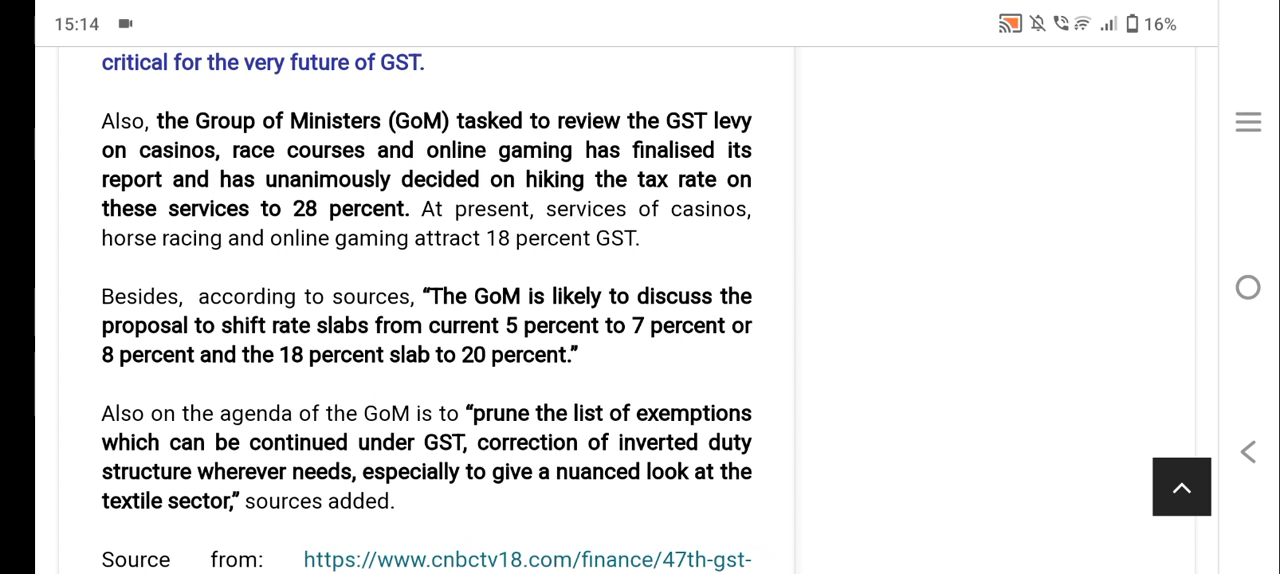 15:14
16%
critical for the very future of GST.
Also, the Group of Ministers (GoM) tasked to review the GST levy
on casinos, race courses and online gaming has finalised its
report and has unanimously decided on hiking the tax rate on
these services to 28 percent. At present, services of casinos,
horse racing and online gaming attract 18 percent GST.
Besides, according to sources, “The GoM is likely to discuss the
proposal to shift rate slabs from current 5 percent to 7 percent or
8 percent and the 18 percent slab to 20 percent.”
Also on the agenda of the GoM is to “prune the list of exemptions
which can be continued under GST, correction of inverted duty
structure wherever needs, especially to give a nuanced look at the
textile sector,” sources added.
Source from: https://www.cnbctv18.com/finance/47th-gst-